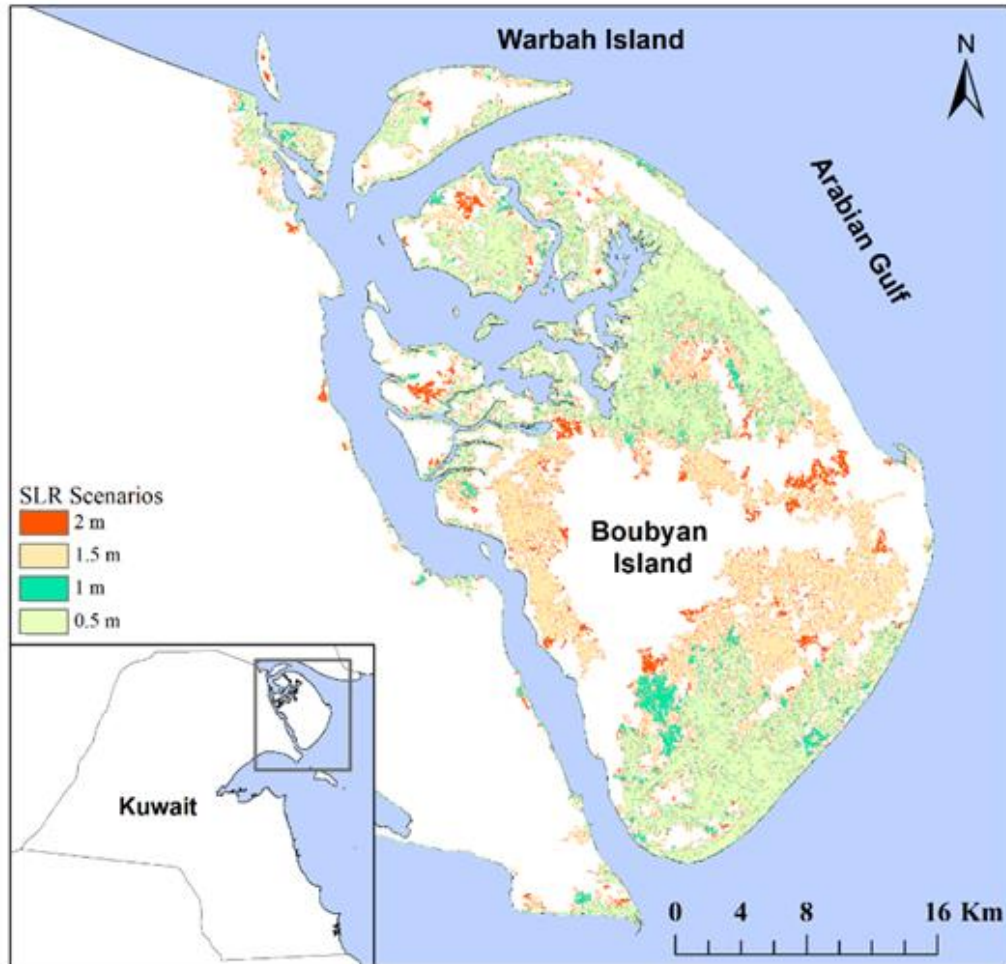 Warbah Island
N
Arabian Gulf
SLR Scenarios
2 m
1.5 m
1 m
0.5 m
Boubyan
Island
Kuwait
0 4 8 16 Km